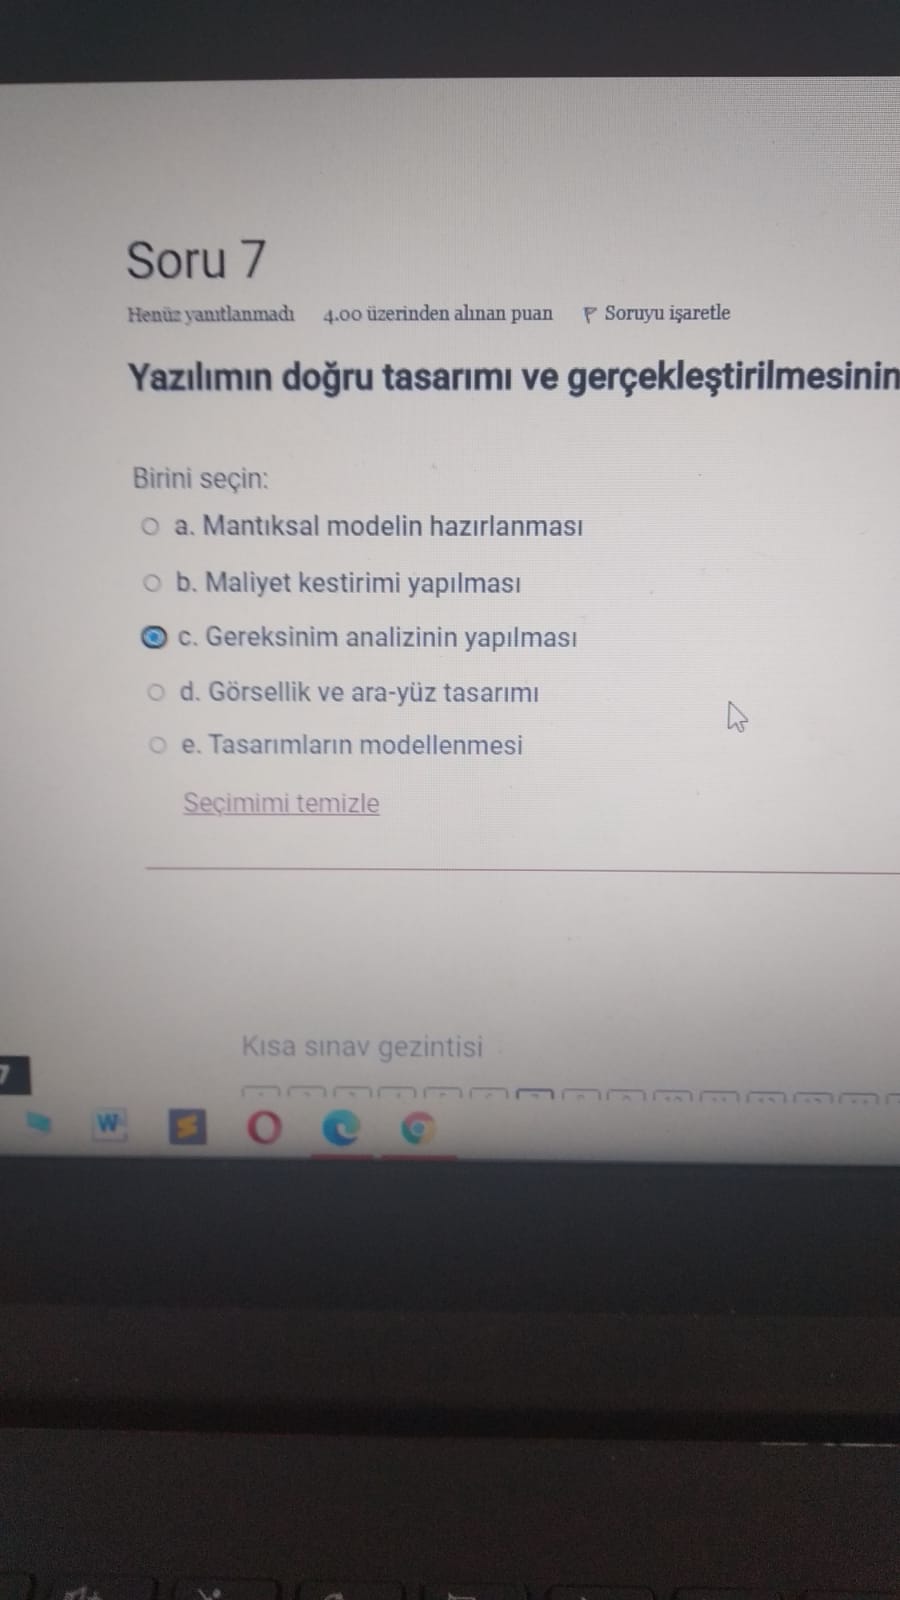 Soru 7
Henüz yanıtlanmadı 4.00 üzerinden alınan puan Soruyu işaretle
Yazılımın doğru tasarımı ve gerçekleştirilmesinin
Birini seçin:
a. Mantıksal modelin hazırlanması
b. Maliyet kestirimi yapılması
c. Gereksinim analizinin yapılması
d. Görsellik ve ara-yüz tasarımı
e. Tasarımların modellenmesi
Seçimimi temizle
Kısa sınav gezintisi
7
W